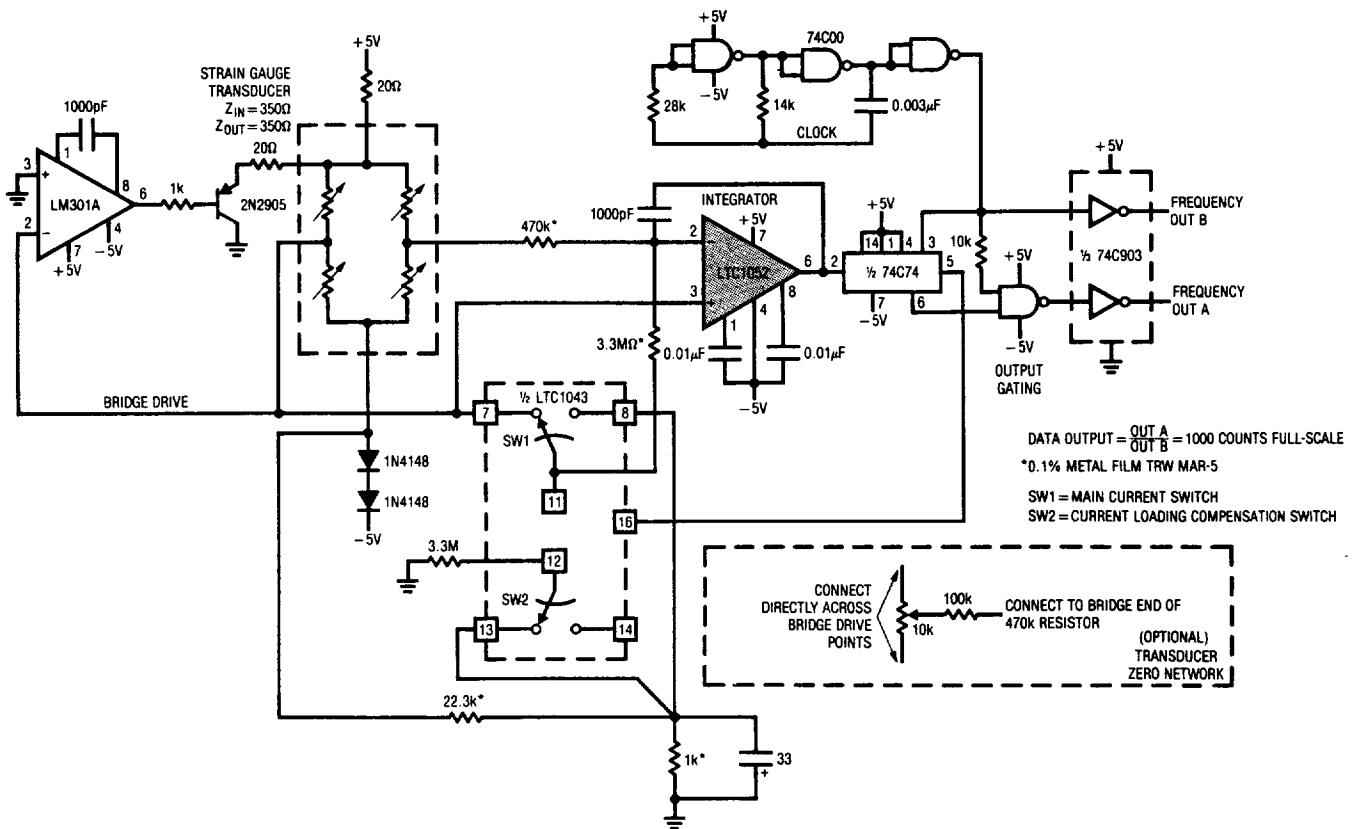 +5V
20Ω
STRAIN GAUGE
TRANSDUCER
ZIN = 350Ω
ZOUT = 350Ω
1000pF
20Ω
3
+
1
8
LM301A
6
1k
2N2905
2
−
4
−5V
7
+5V
+5V
74C00
−5V
28k
14k
0.003µF
CLOCK
INTEGRATOR
1000pF
470k*
+5V
7
2
−
LTC1052
6
3
+
8
4
1
0.01µF
0.01µF
−5V
3.3MΩ*
+5V
14
1
4
3
2
½ 74C74
5
7
−5V
6
10k
+5V
−5V
OUTPUT
GATING
+5V
FREQUENCY
OUT B
½ 74C903
FREQUENCY
OUT A
BRIDGE DRIVE
½ LTC1043
7
8
SW1
11
16
1N4148
1N4148
−5V
3.3M
12
SW2
13
14
22.3k*
1k*
33
+
DATA OUTPUT = OUT A / OUT B = 1000 COUNTS FULL-SCALE
*0.1% METAL FILM TRW MAR-5
SW1 = MAIN CURRENT SWITCH
SW2 = CURRENT LOADING COMPENSATION SWITCH
CONNECT
DIRECTLY ACROSS
BRIDGE DRIVE
POINTS
10k
100k
CONNECT TO BRIDGE END OF
470k RESISTOR
(OPTIONAL)
TRANSDUCER
ZERO NETWORK